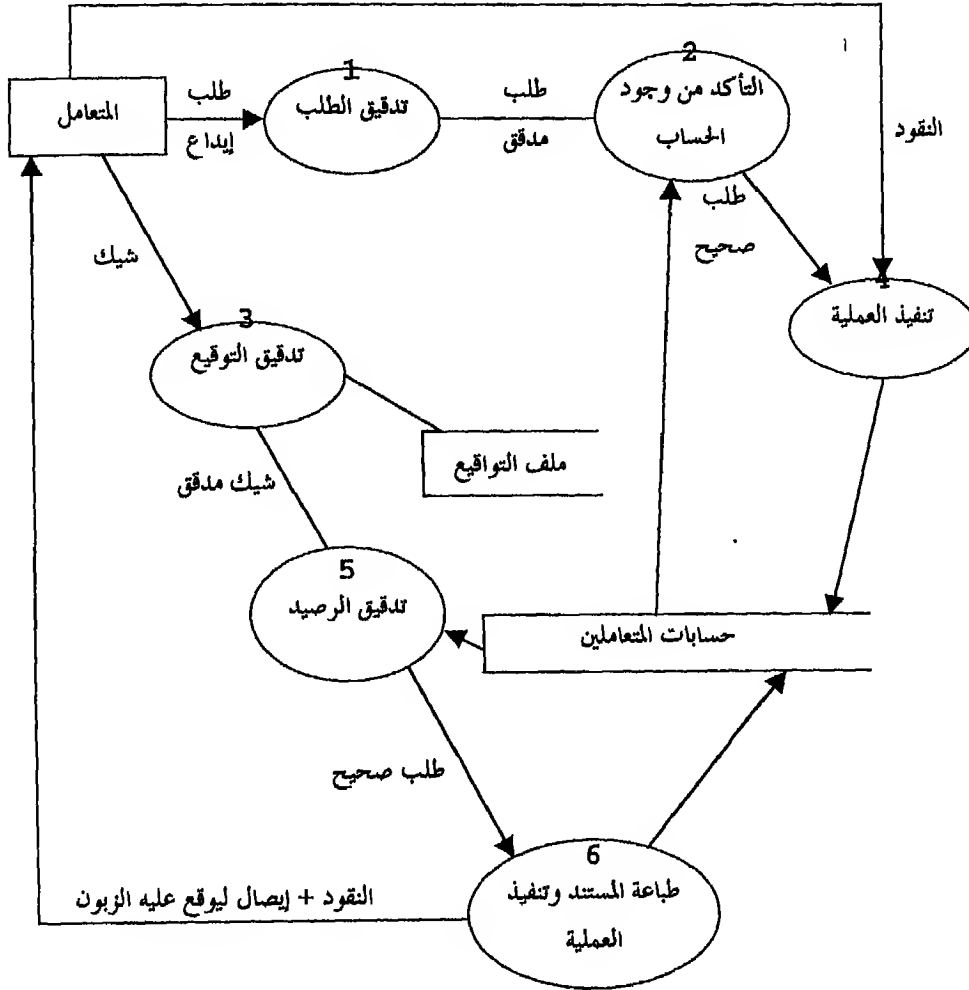 المتعامل
طلب
إيداع
1
تدقيق الطلب
طلب
مدقق
2
التأكد من وجود
الحساب
١
النقود
طلب
صحيح
4
تنفيذ العملية
شيك
3
تدقيق التوقيع
ملف التواقيع
شيك مدقق
5
تدقيق الرصيد
حسابات المتعاملين
طلب صحيح
6
طباعة المستند وتنفيذ
العملية
النقود + إيصال ليوقع عليه الزبون